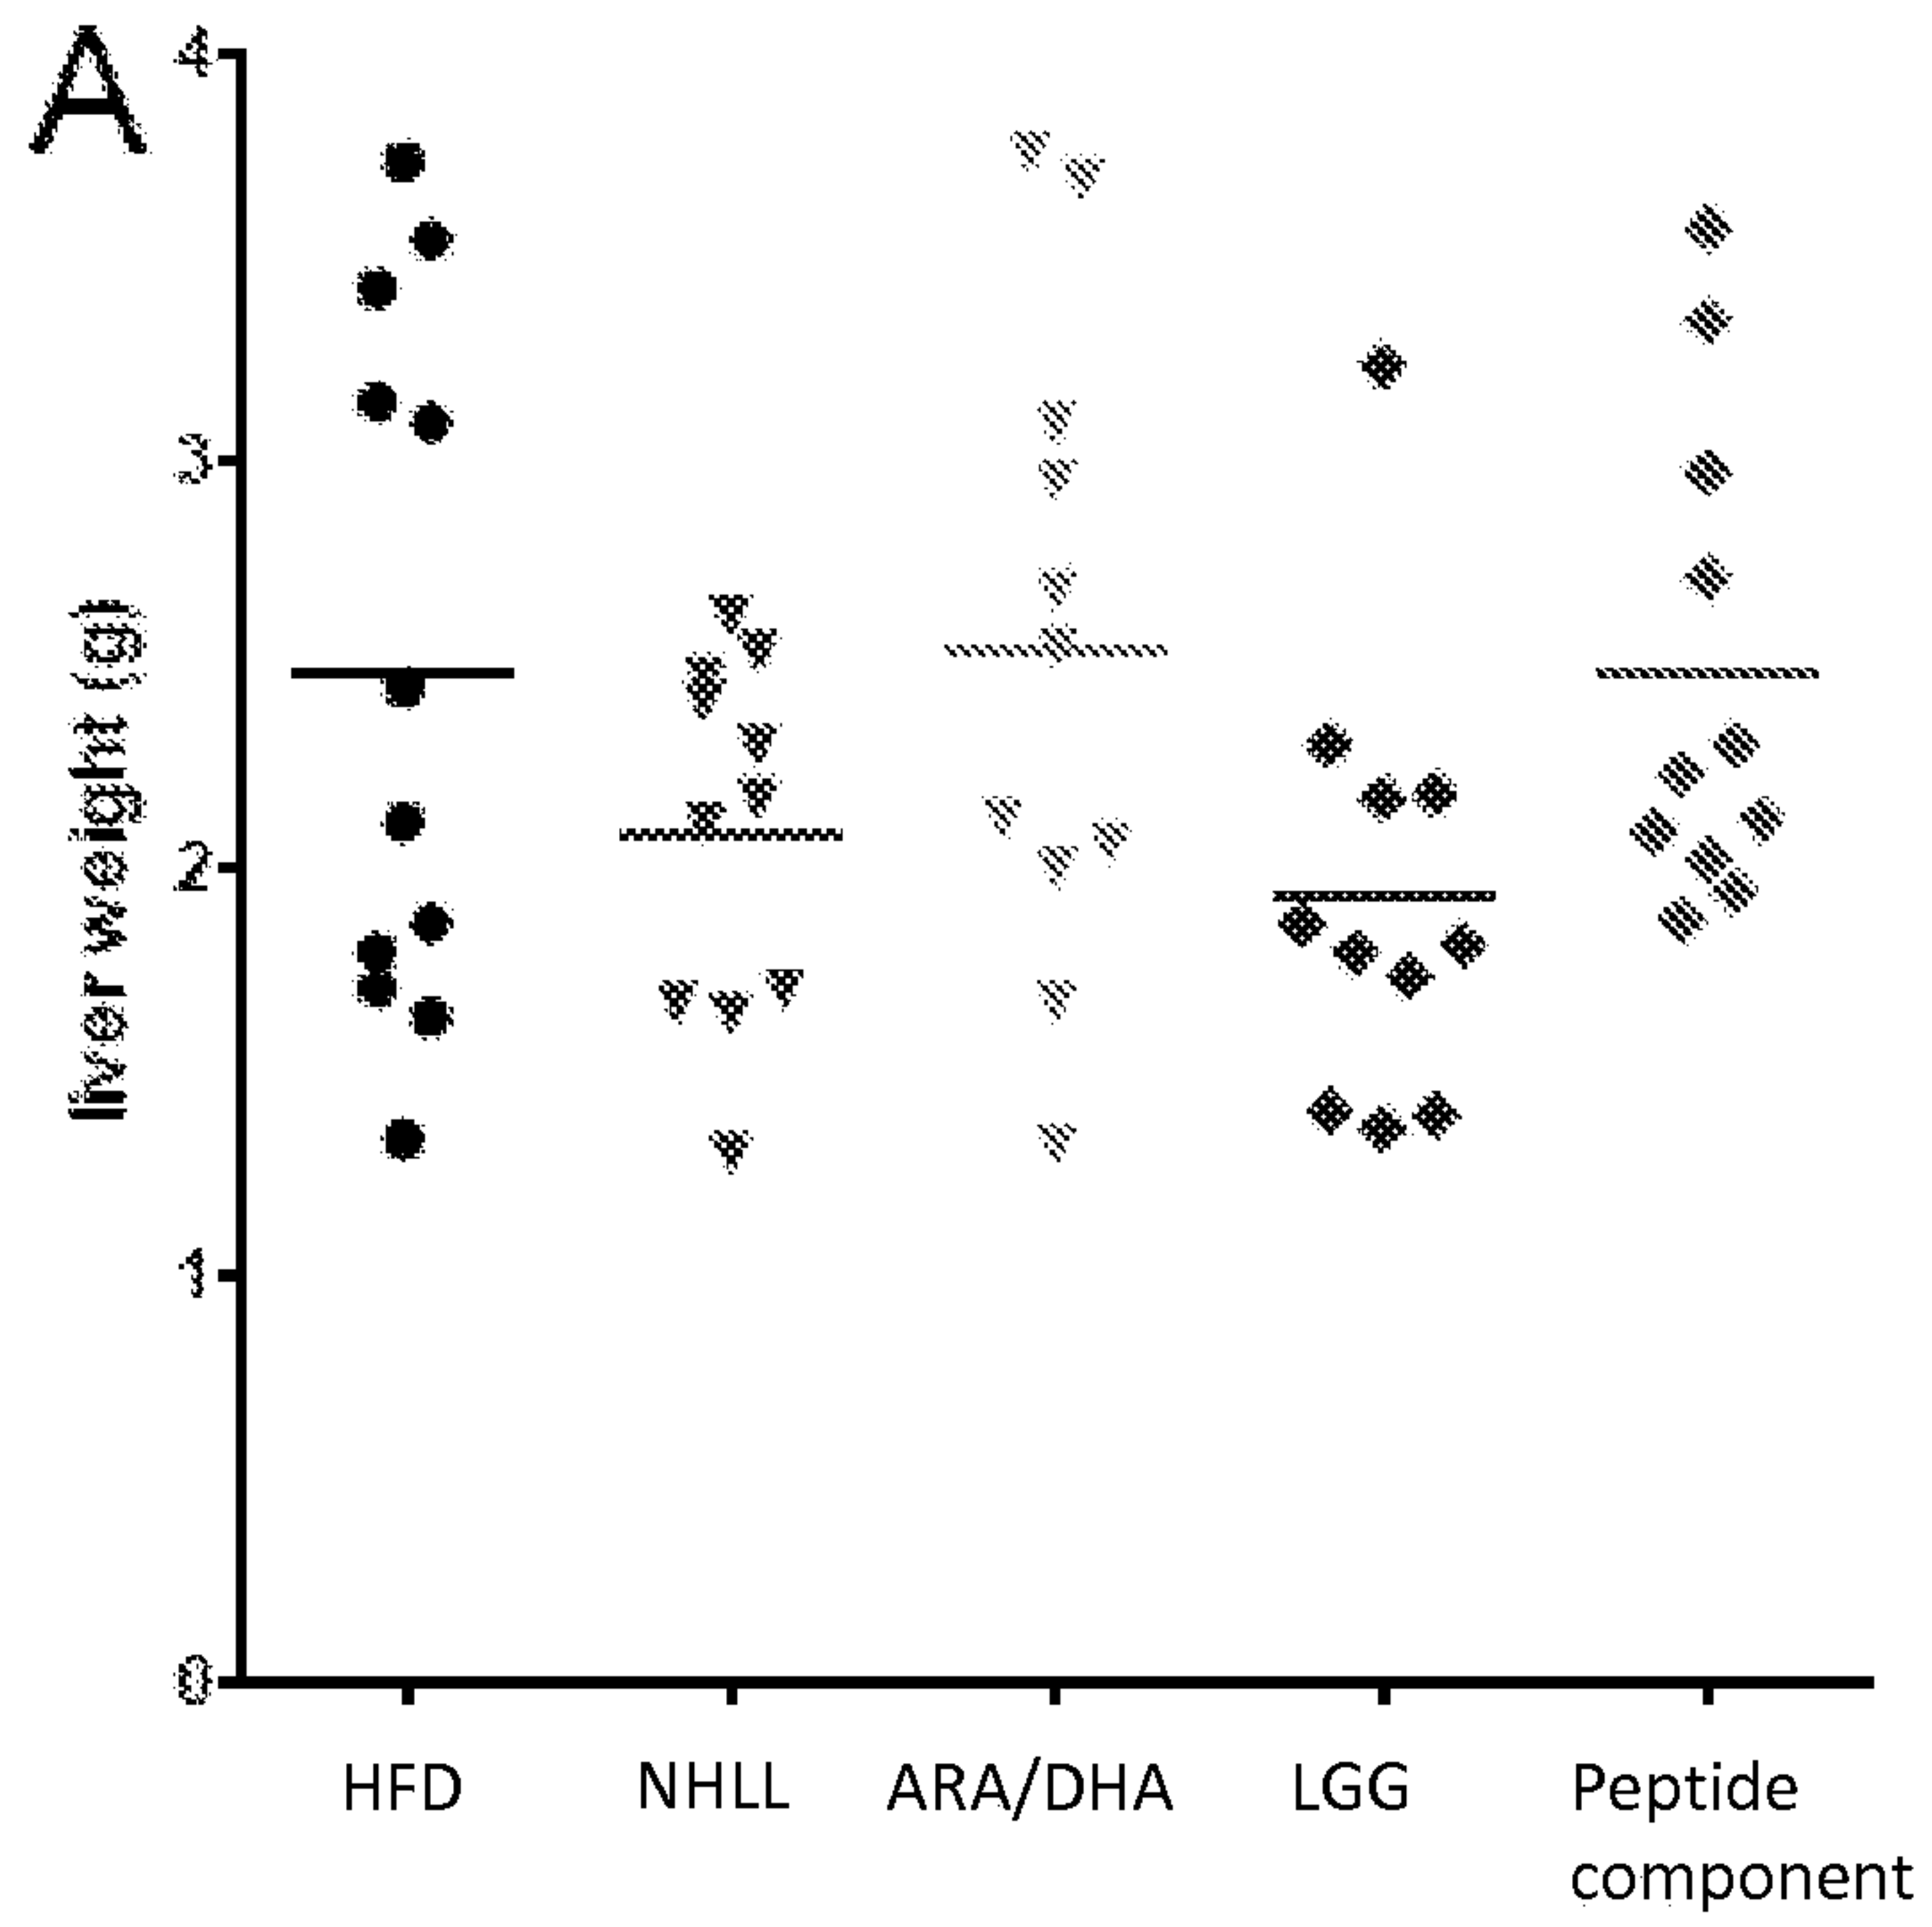 A
4
3
2
1
0
liver weight (g)
HFD NHLL ARA/DHA LGG Peptide
component